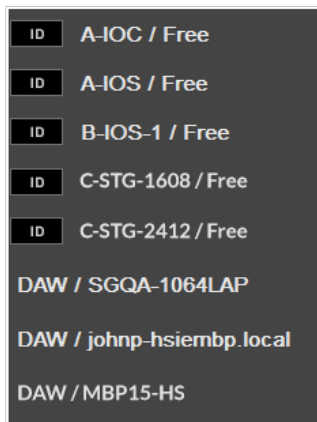 ID A-IOC / Free
ID A-IOS / Free
ID B-IOS-1 / Free
ID C-STG-1608 / Free
ID C-STG-2412 / Free
DAW / SGQA-1064LAP
DAW / johnp-hsiembp.local
DAW / MBP15-HS